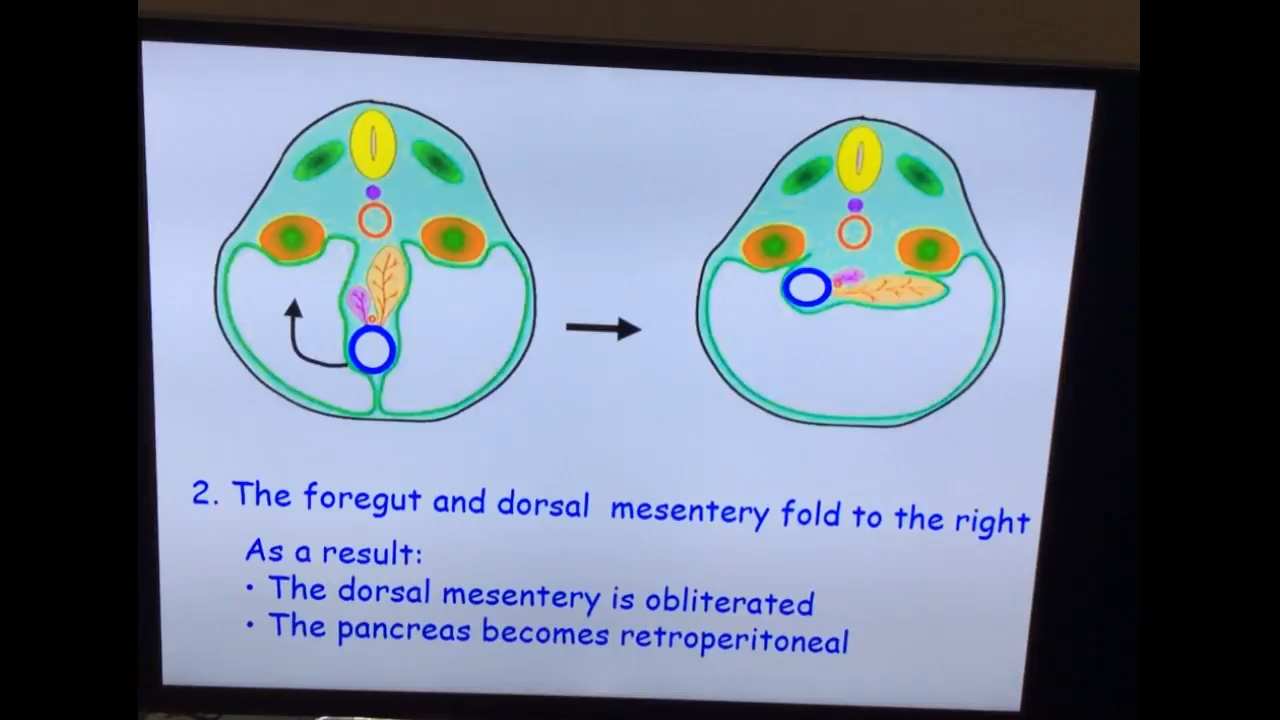 2. The foregut and dorsal mesentery fold to the right
As a result:
• The dorsal mesentery is obliterated
• The pancreas becomes retroperitoneal